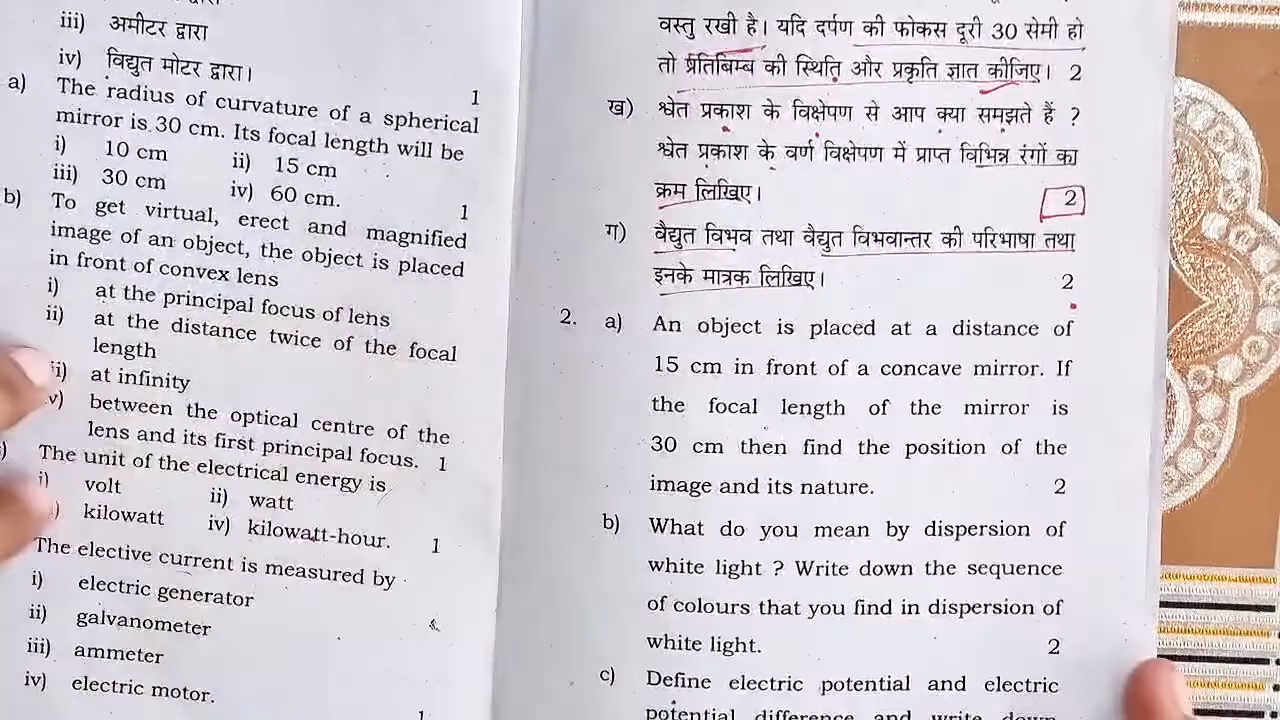 iii) अमीटर द्वारा
iv) विद्युत मोटर द्वारा। 1
a) The radius of curvature of a spherical
mirror is 30 cm. Its focal length will be
i) 10 cm ii) 15 cm
iii) 30 cm iv) 60 cm. 1
b) To get virtual, erect and magnified
image of an object, the object is placed
in front of convex lens
i) at the principal focus of lens
ii) at the distance twice of the focal
length
ii) at infinity
v) between the optical centre of the
lens and its first principal focus. 1
) The unit of the electrical energy is
i) volt ii) watt
) kilowatt iv) kilowatt-hour. 1
The elective current is measured by
i) electric generator
ii) galvanometer
iii) ammeter
iv) electric motor.
1
वस्तु रखी है। यदि दर्पण की फोकस दूरी 30 सेमी हो
तो प्रतिबिम्ब की स्थिति और प्रकृति ज्ञात कीजिए। 2
ख) श्वेत प्रकाश के विक्षेपण से आप क्या समझते हैं ?
श्वेत प्रकाश के वर्ण विक्षेपण में प्राप्त विभिन्न रंगों का
क्रम लिखिए। 2
ग) वैद्युत विभव तथा वैद्युत विभवान्तर की परिभाषा तथा
इनके मात्रक लिखिए। 2
2. a) An object is placed at a distance of
15 cm in front of a concave mirror. If
the focal length of the mirror is
30 cm then find the position of the
image and its nature. 2
b) What do you mean by dispersion of
white light ? Write down the sequence
of colours that you find in dispersion of
white light. 2
c) Define electric potential and electric
potential difference and write down